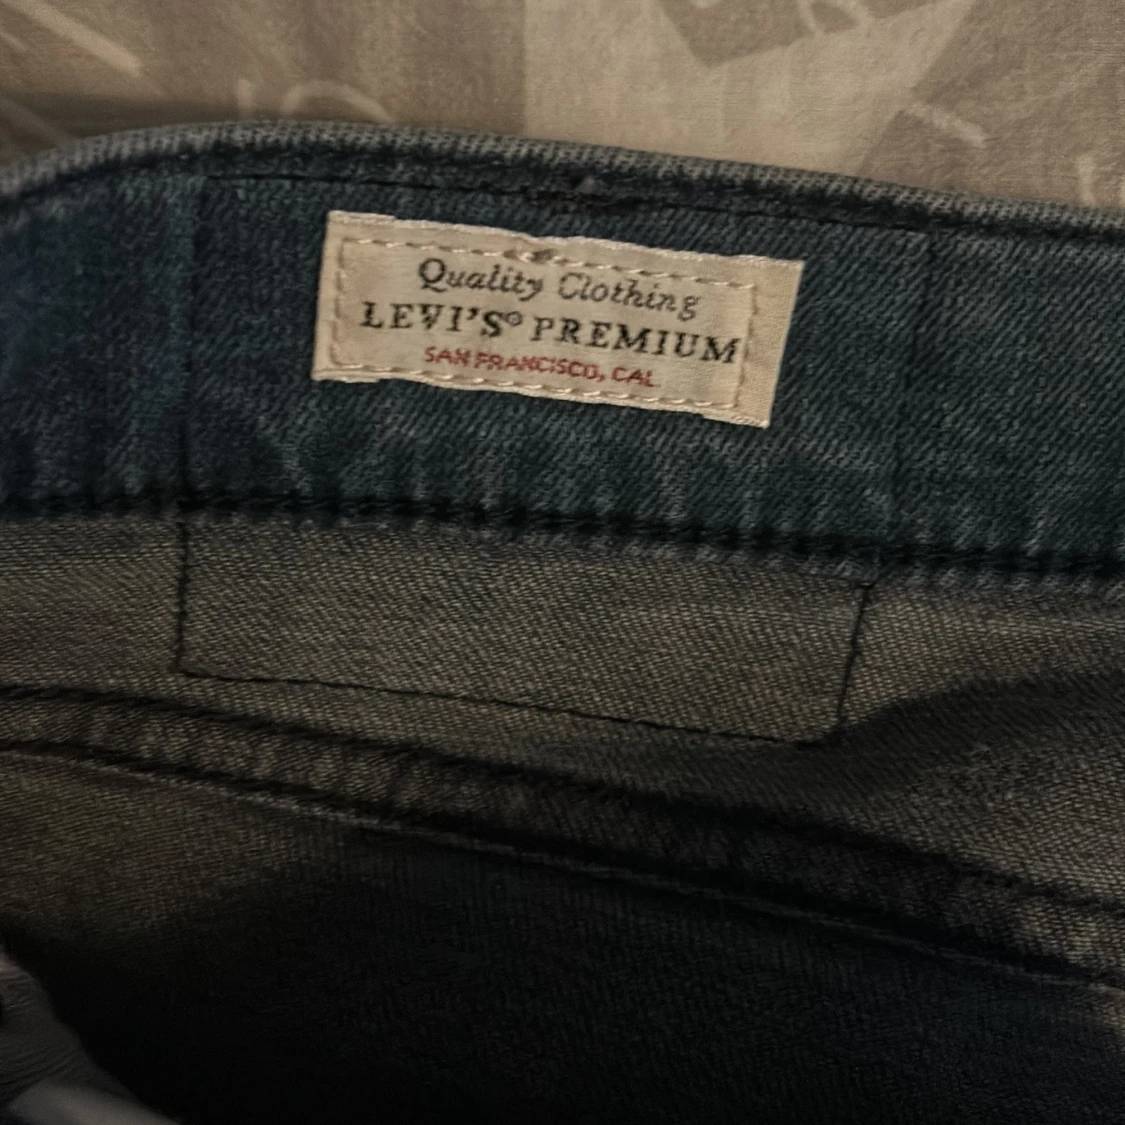 Quality Clothing
LEVI'S® PREMIUM
SAN FRANCISCO, CAL.